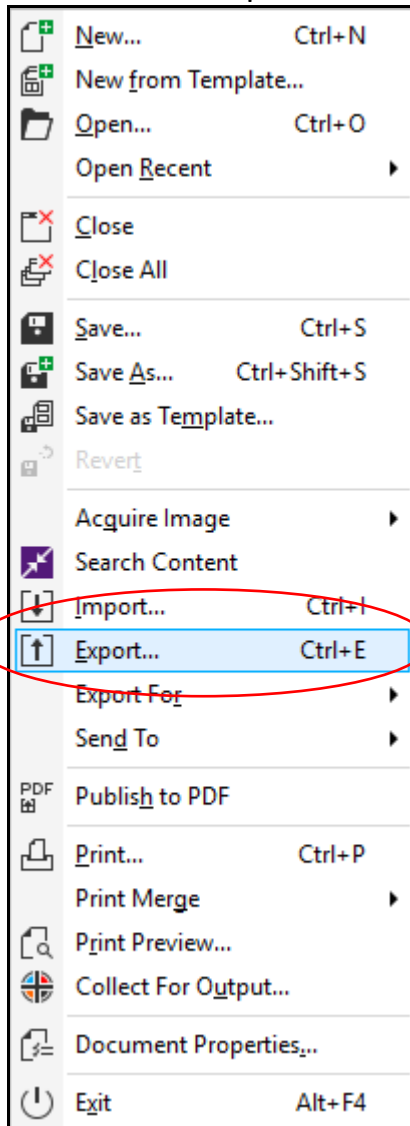 New... Ctrl+N
New from Template...
Open... Ctrl+O
Open Recent
Close
Close All
Save... Ctrl+S
Save As... Ctrl+Shift+S
Save as Template...
Revert
Acquire Image
Search Content
Import... Ctrl+I
Export... Ctrl+E
Export For
Send To
PDF Publish to PDF
Print... Ctrl+P
Print Merge
Print Preview...
Collect For Output...
Document Properties...
Exit Alt+F4